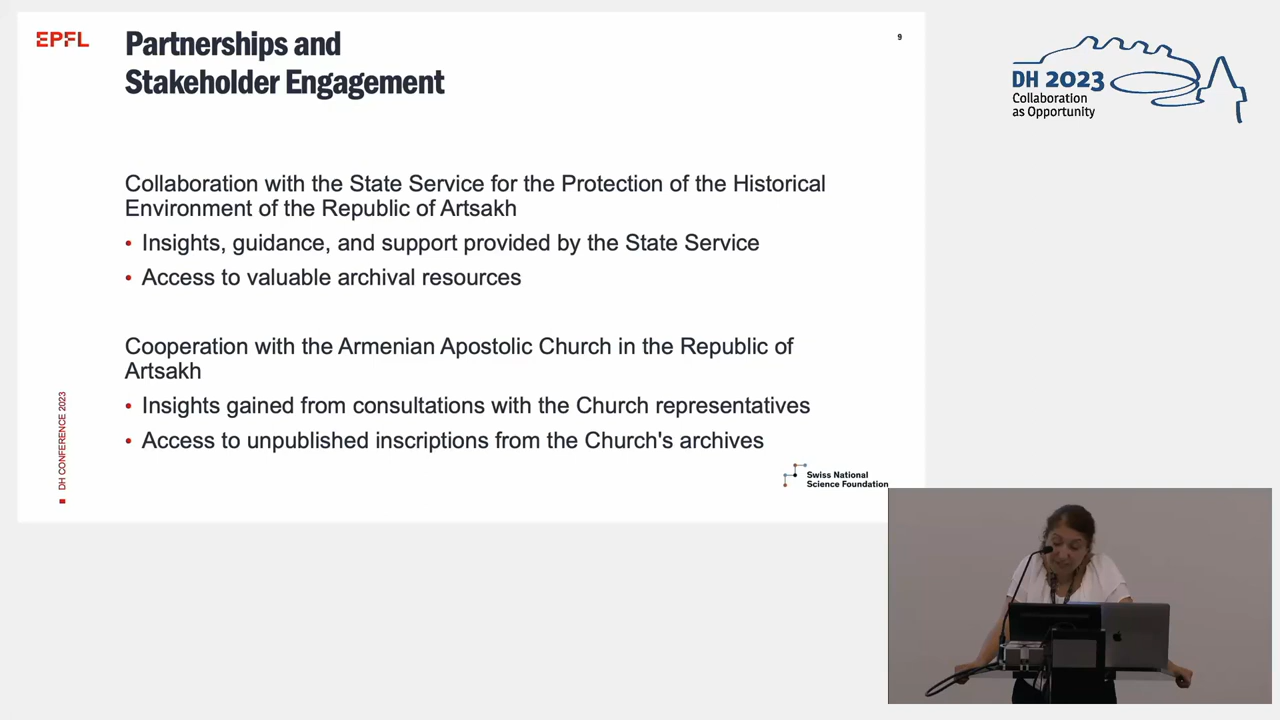 EPFL
Partnerships and
Stakeholder Engagement
9
Collaboration with the State Service for the Protection of the Historical
Environment of the Republic of Artsakh
• Insights, guidance, and support provided by the State Service
• Access to valuable archival resources
Cooperation with the Armenian Apostolic Church in the Republic of
Artsakh
• Insights gained from consultations with the Church representatives
• Access to unpublished inscriptions from the Church's archives
DH CONFERENCE 2023
Swiss National
Science Foundation
DH 2023
Collaboration
as Opportunity